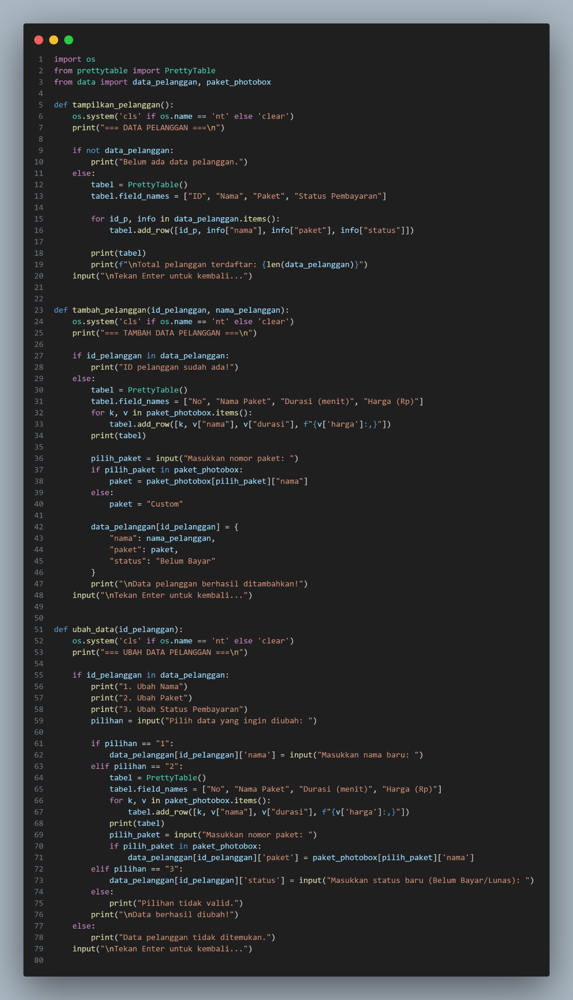 1 import os
2 from prettytable import PrettyTable
3 from data import data_pelanggan, paket_photobox
4
5 def tampilkan_pelanggan():
6     os.system('cls' if os.name == 'nt' else 'clear')
7     print("=== DATA PELANGGAN ===\n")
8
9     if not data_pelanggan:
10         print("Belum ada data pelanggan.")
11     else:
12         tabel = PrettyTable()
13         tabel.field_names = ["ID", "Nama", "Paket", "Status Pembayaran"]
14
15         for id_p, info in data_pelanggan.items():
16             tabel.add_row([id_p, info["nama"], info["paket"], info["status"]])
17
18         print(tabel)
19         print(f"\nTotal pelanggan terdaftar: {len(data_pelanggan)}")
20     input("\nTekan Enter untuk kembali...")
21
22
23 def tambah_pelanggan(id_pelanggan, nama_pelanggan):
24     os.system('cls' if os.name == 'nt' else 'clear')
25     print("=== TAMBAH DATA PELANGGAN ===\n")
26
27     if id_pelanggan in data_pelanggan:
28         print("ID pelanggan sudah ada!")
29     else:
30         tabel = PrettyTable()
31         tabel.field_names = ["No", "Nama Paket", "Durasi (menit)", "Harga (Rp)"]
32         for k, v in paket_photobox.items():
33             tabel.add_row([k, v["nama"], v["durasi"], f"{v['harga']:,}"])
34         print(tabel)
35
36         pilih_paket = input("Masukkan nomor paket: ")
37         if pilih_paket in paket_photobox:
38             paket = paket_photobox[pilih_paket]["nama"]
39         else:
40             paket = "Custom"
41
42         data_pelanggan[id_pelanggan] = {
43             "nama": nama_pelanggan,
44             "paket": paket,
45             "status": "Belum Bayar"
46         }
47         print("\nData pelanggan berhasil ditambahkan!")
48     input("\nTekan Enter untuk kembali...")
49
50
51 def ubah_data(id_pelanggan):
52     os.system('cls' if os.name == 'nt' else 'clear')
53     print("=== UBAH DATA PELANGGAN ===\n")
54
55     if id_pelanggan in data_pelanggan:
56         print("1. Ubah Nama")
57         print("2. Ubah Paket")
58         print("3. Ubah Status Pembayaran")
59         pilihan = input("Pilih data yang ingin diubah: ")
60
61         if pilihan == "1":
62             data_pelanggan[id_pelanggan]['nama'] = input("Masukkan nama baru: ")
63         elif pilihan == "2":
64             tabel = PrettyTable()
65             tabel.field_names = ["No", "Nama Paket", "Durasi (menit)", "Harga (Rp)"]
66             for k, v in paket_photobox.items():
67                 tabel.add_row([k, v["nama"], v["durasi"], f"{v['harga']:,}"])
68             print(tabel)
69             pilih_paket = input("Masukkan nomor paket: ")
70             if pilih_paket in paket_photobox:
71                 data_pelanggan[id_pelanggan]['paket'] = paket_photobox[pilih_paket]['nama']
72         elif pilihan == "3":
73             data_pelanggan[id_pelanggan]['status'] = input("Masukkan status baru (Belum Bayar/Lunas): ")
74         else:
75             print("Pilihan tidak valid.")
76         print("\nData berhasil diubah!")
77     else:
78         print("Data pelanggan tidak ditemukan.")
79     input("\nTekan Enter untuk kembali...")
80